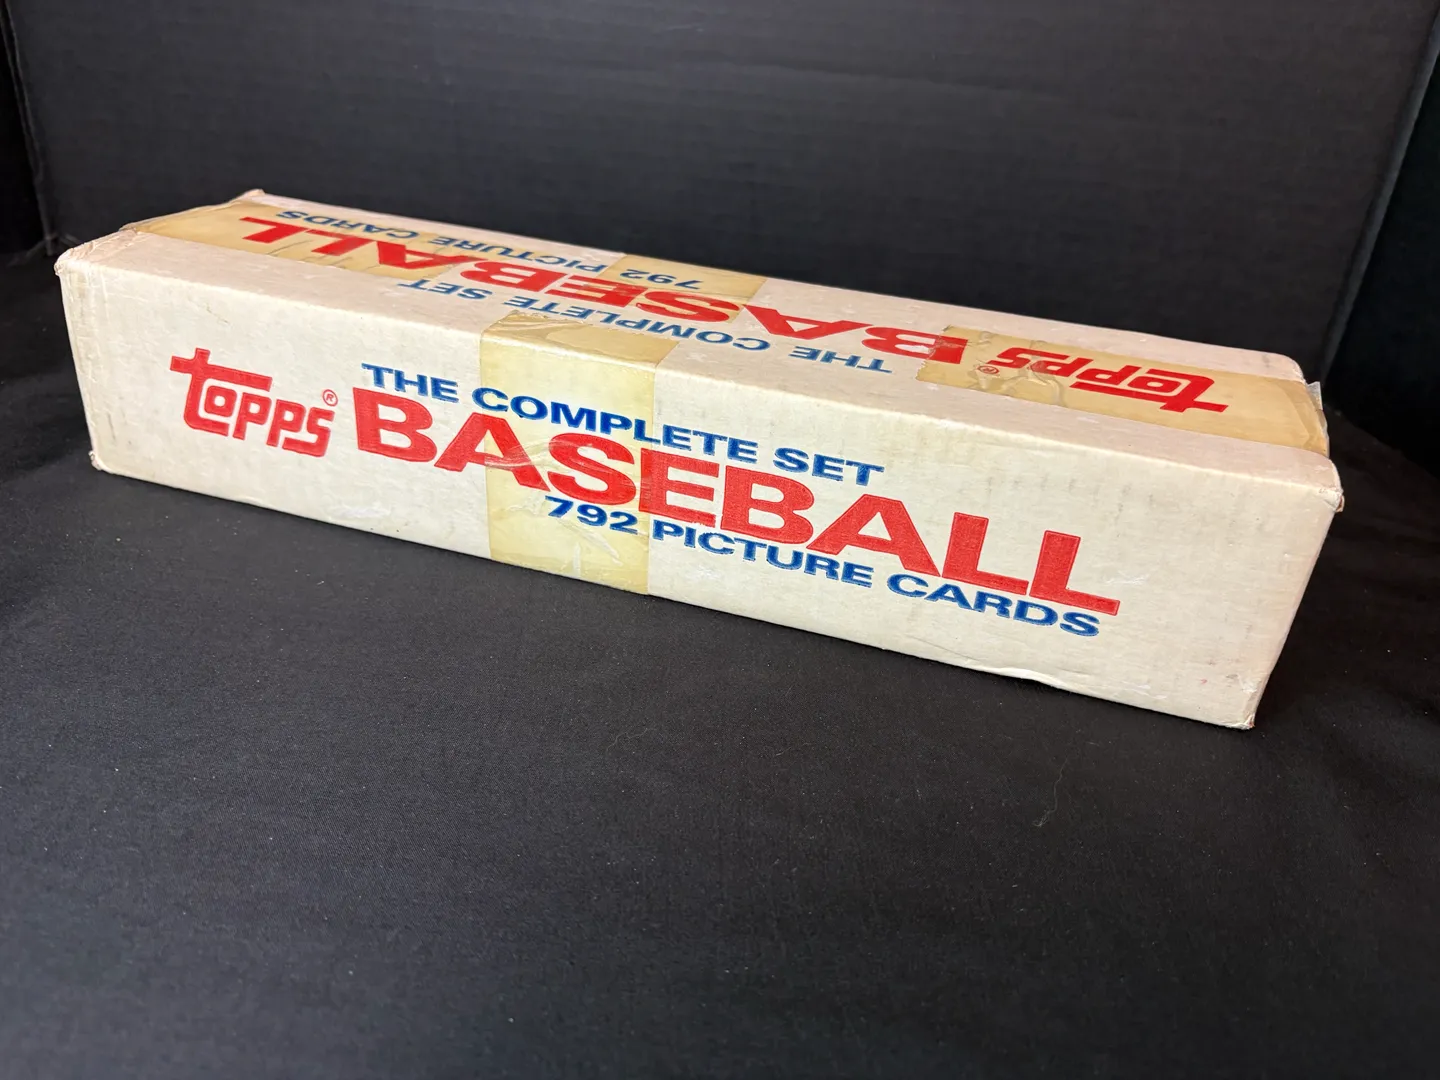 THE COMPLETE SET
topps® BASEBALL
792 PICTURE CARDS
THE COMPLETE SET
topps® BASEBALL
792 PICTURE CARDS